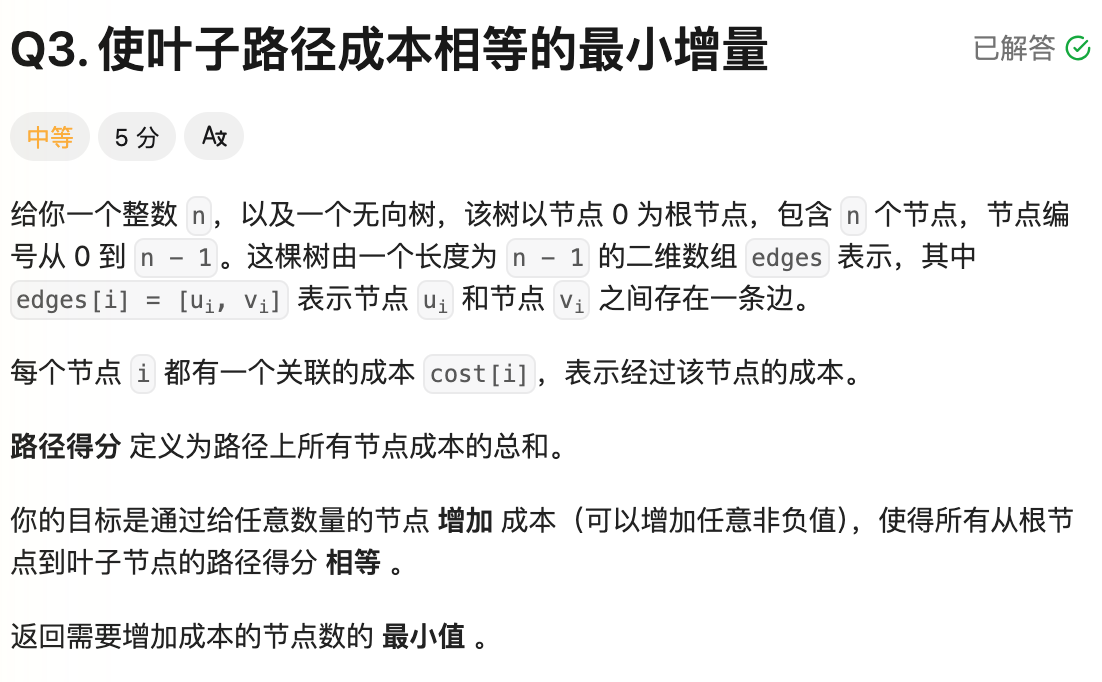 Q3. 使叶子路径成本相等的最小增量
已解答
中等
5 分
给你一个整数 n，以及一个无向树，该树以节点 0 为根节点，包含 n 个节点，节点编
号从 0 到 n - 1。这棵树由一个长度为 n - 1 的二维数组 edges 表示，其中
edges[i] = [uᵢ, vᵢ] 表示节点 uᵢ 和节点 vᵢ 之间存在一条边。
每个节点 i 都有一个关联的成本 cost[i]，表示经过该节点的成本。
路径得分 定义为路径上所有节点成本的总和。
你的目标是通过给任意数量的节点 增加 成本（可以增加任意非负值），使得所有从根节
点到叶子节点的路径得分 相等 。
返回需要增加成本的节点数的 最小值 。